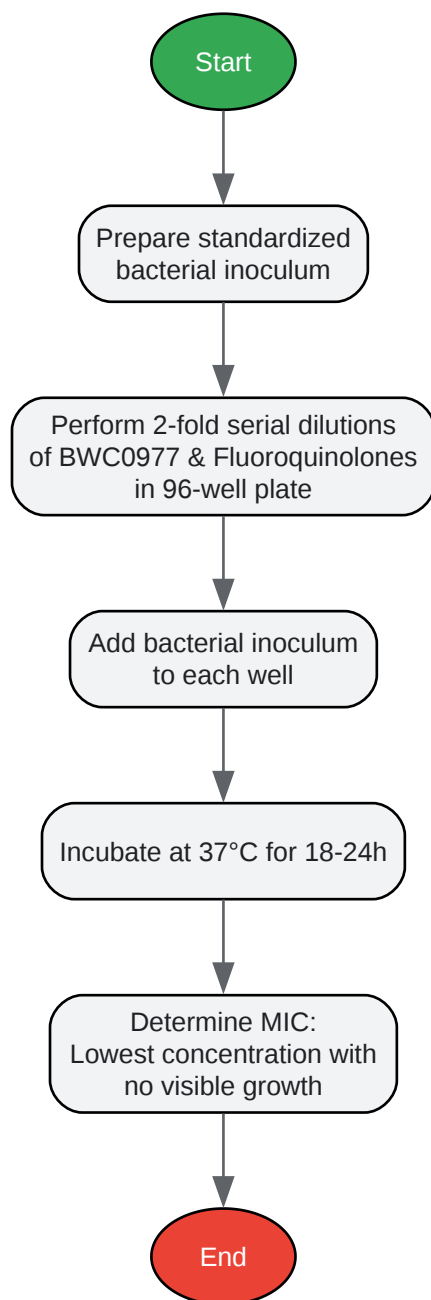 Start
Prepare standardized
bacterial inoculum
Perform 2-fold serial dilutions
of BWC0977 & Fluoroquinolones
in 96-well plate
Add bacterial inoculum
to each well
Incubate at 37°C for 18-24h
Determine MIC:
Lowest concentration with
no visible growth
End